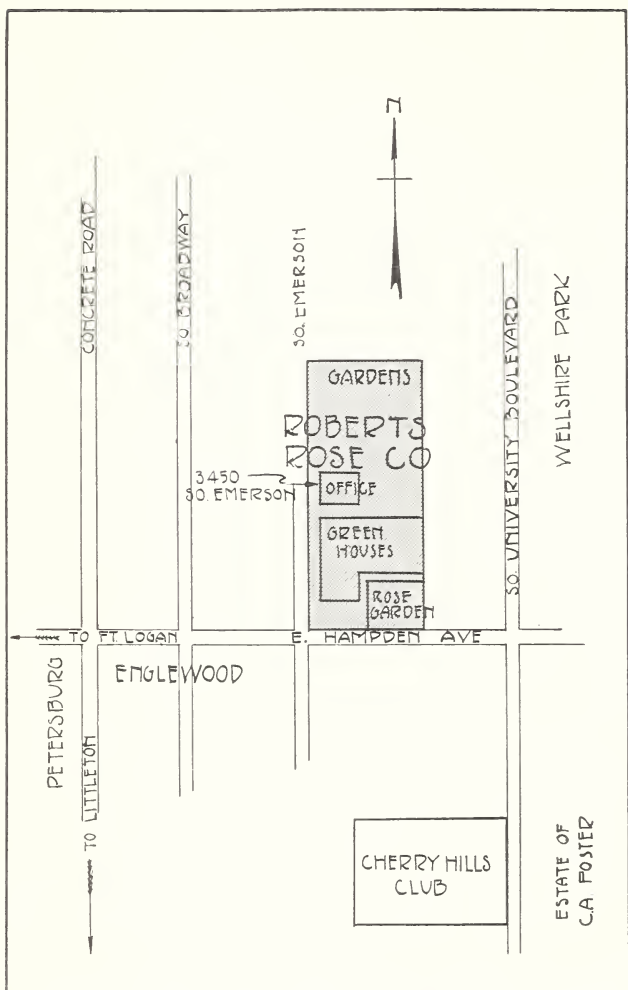 N
CONCRETE ROAD
SO. BROADWAY
SO. EMERSON
GARDENS
ROBERTS
ROSE CO
3450
SO. EMERSON
OFFICE
GREEN
HOUSES
ROSE
GARDEN
SO. UNIVERSITY BOULEVARD
WELLSHIRE PARK
TO FT. LOGAN
E. HAMPDEN AVE
PETERSBURG
ENGLEWOOD
TO LITTLETON
CHERRY HILLS
CLUB
ESTATE OF
C.A. FOSTER